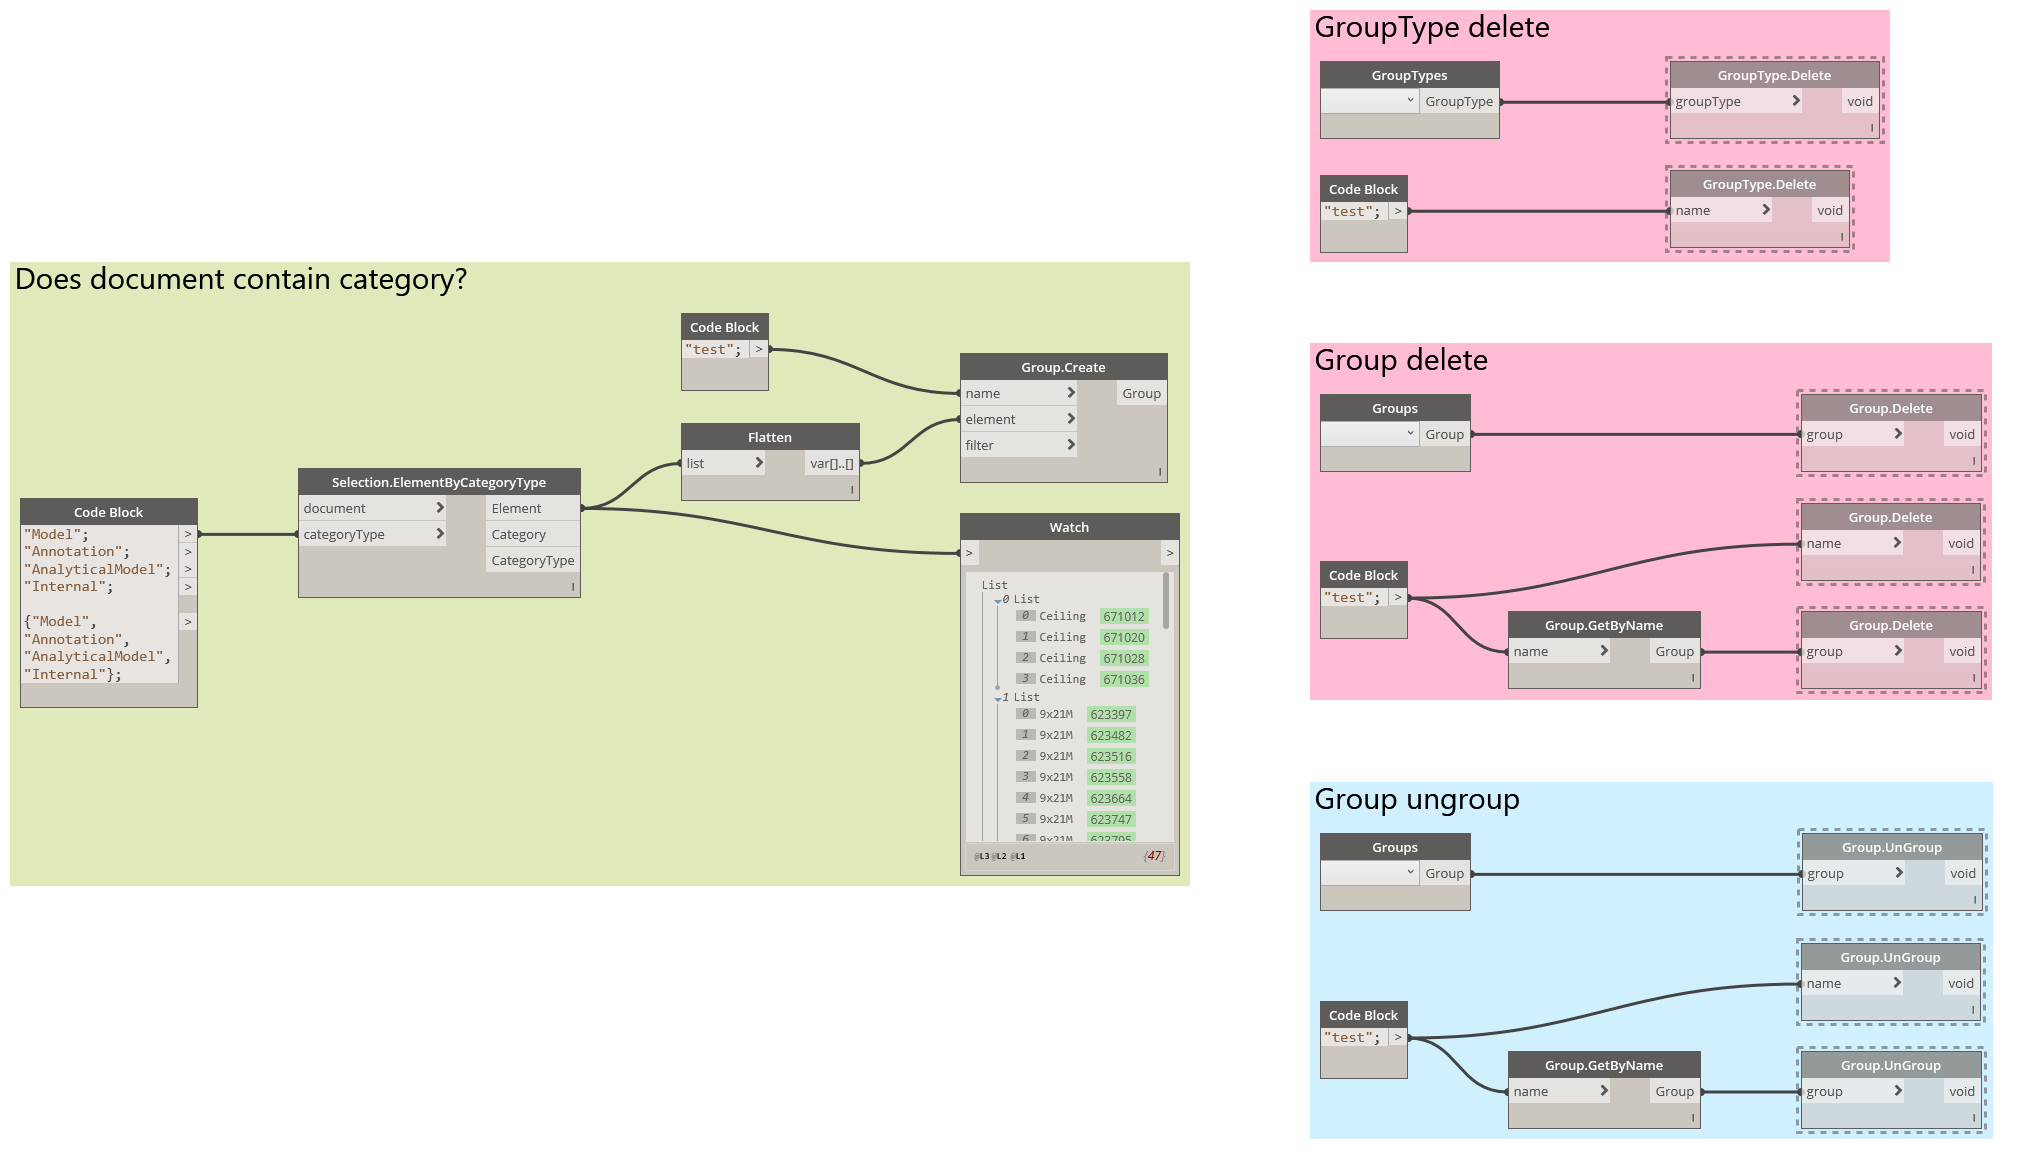 Does document contain category?
Code Block
"Model"; >
"Annotation"; >
"AnalyticalModel"; >
"Internal"; >
{"Model", >
"Annotation",
"AnalyticalModel",
"Internal"};
Selection.ElementByCategoryType
document Element
categoryType Category
CategoryType
Code Block
"test"; >
Flatten
list var[]..[]
Group.Create
name Group
element
filter
Watch
> >
List
0 List
0 Ceiling 671012
1 Ceiling 671020
2 Ceiling 671028
3 Ceiling 671036
1 List
0 9x21M 623397
1 9x21M 623482
2 9x21M 623516
3 9x21M 623558
4 9x21M 623664
5 9x21M 623747
6 9x21M 623795
@L3 @L2 @L1 {47}
GroupType delete
GroupTypes
GroupType
GroupType.Delete
groupType void
Code Block
"test"; >
GroupType.Delete
name void
Group delete
Groups
Group
Group.Delete
group void
Group.Delete
name void
Code Block
"test"; >
Group.GetByName
name Group
Group.Delete
group void
Group ungroup
Groups
Group
Group.UnGroup
group void
Group.UnGroup
name void
Code Block
"test"; >
Group.GetByName
name Group
Group.UnGroup
group void